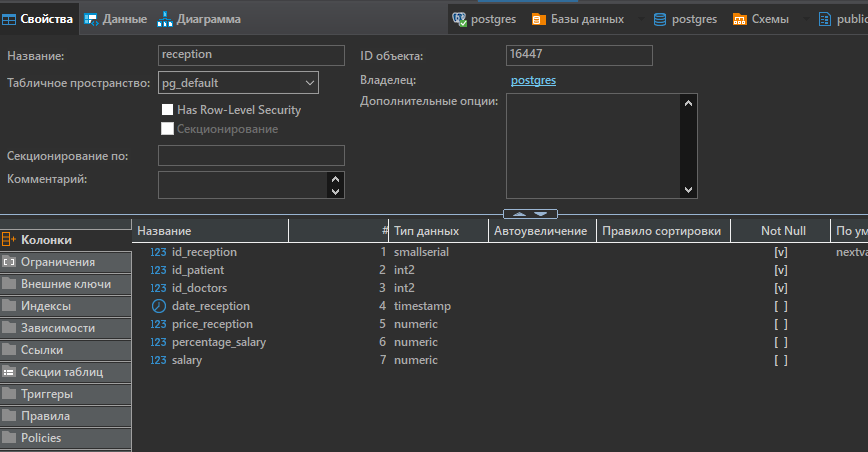 Свойства Данные Диаграмма postgres Базы данных postgres Схемы public
Название: reception ID объекта: 16447
Табличное пространство: pg_default Владелец: postgres
Has Row-Level Security Дополнительные опции:
Секционирование
Секционирование по:
Комментарий:
Колонки Название # Тип данных Автоувеличение Правило сортировки Not Null По ум
Ограничения 123 id_reception 1 smallserial [v] nextva
Внешние ключи 123 id_patient 2 int2 [v]
123 id_doctors 3 int2 [v]
Индексы date_reception 4 timestamp [ ]
Зависимости 123 price_reception 5 numeric [ ]
Ссылки 123 percentage_salary 6 numeric [ ]
Секции таблиц 123 salary 7 numeric [ ]
Триггеры
Правила
Policies